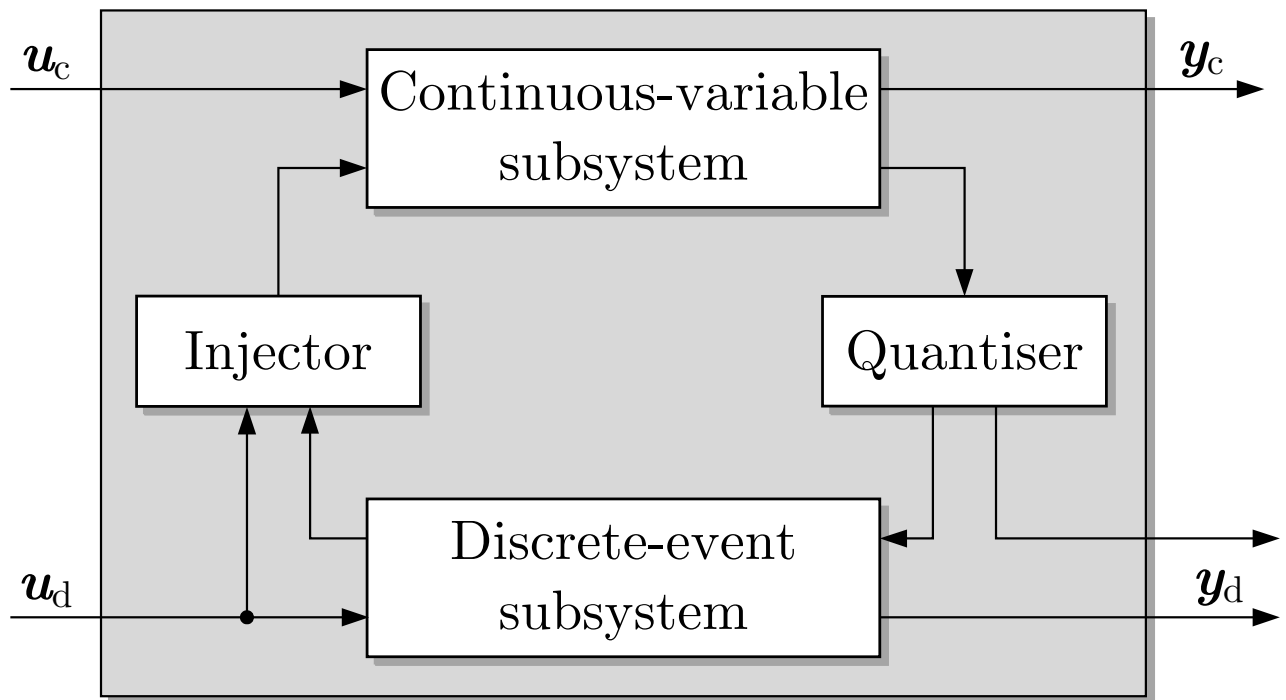 u_c
y_c
Continuous-variable
subsystem
Injector
Quantiser
Discrete-event
subsystem
u_d
y_d